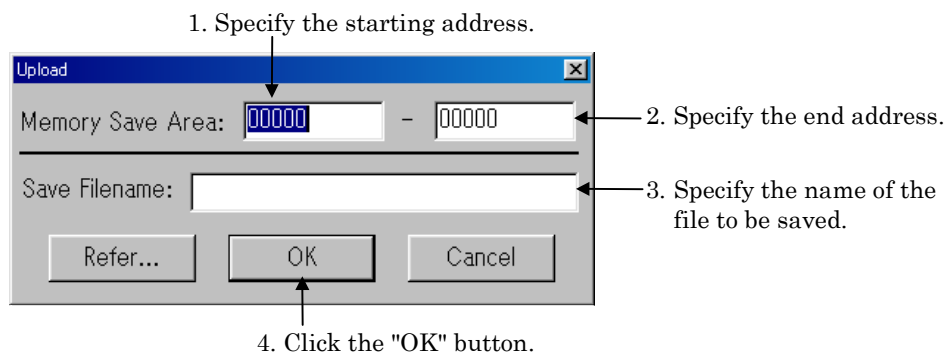 1. Specify the starting address.
Upload
Memory Save Area: 00000 - 00000
2. Specify the end address.
Save Filename:
3. Specify the name of the
file to be saved.
Refer... OK Cancel
4. Click the "OK" button.